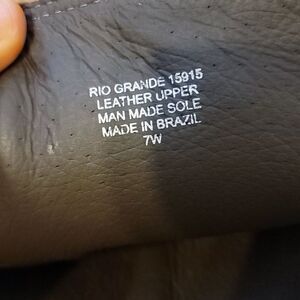 RIO GRANDE 15915
LEATHER UPPER
MAN MADE SOLE
MADE IN BRAZIL
7W